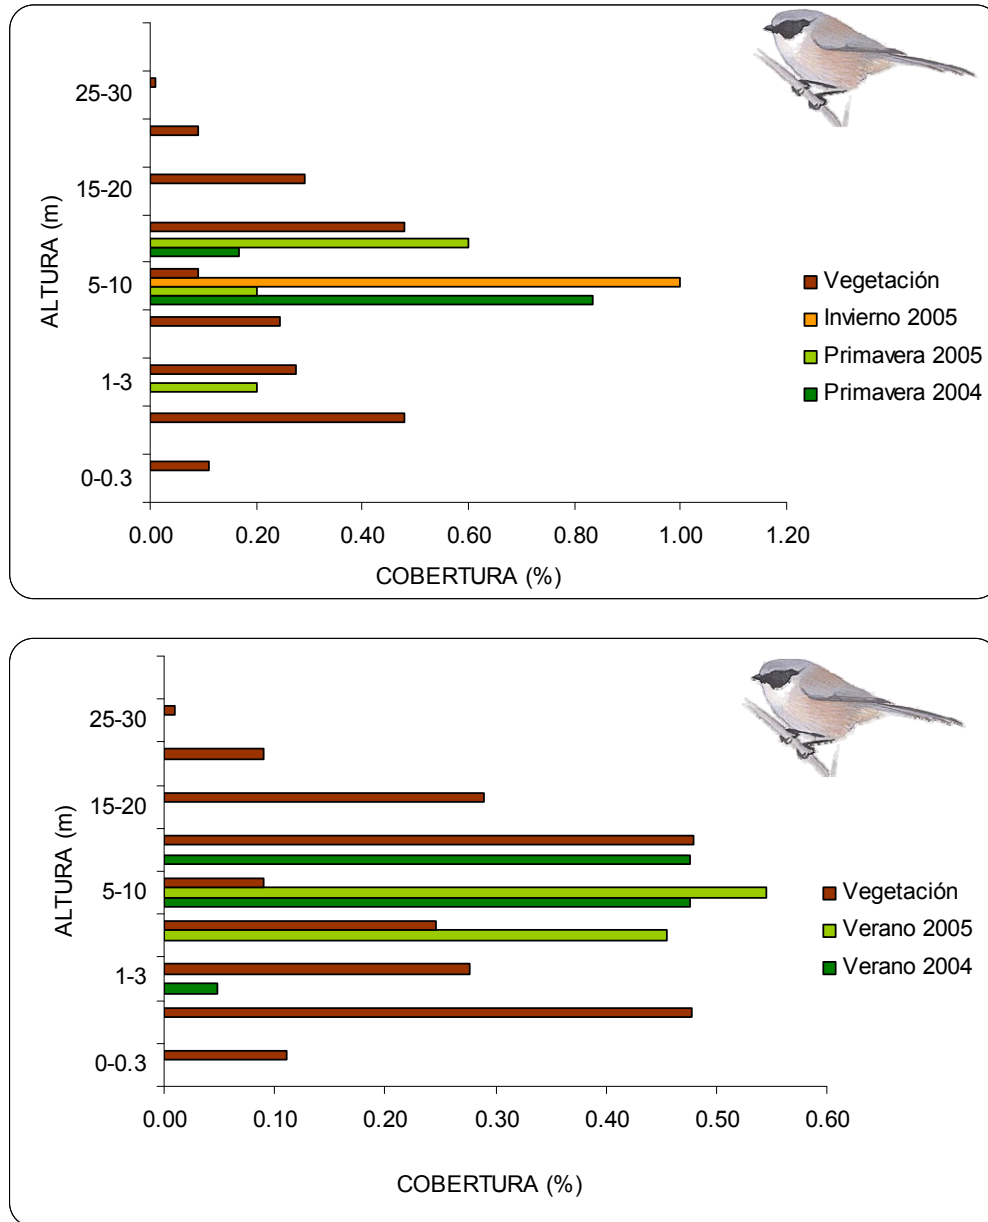 25-30
15-20
5-10
1-3
0-0.3
ALTURA (m)
0.00 0.20 0.40 0.60 0.80 1.00 1.20
COBERTURA (%)
Vegetación
Invierno 2005
Primavera 2005
Primavera 2004
25-30
15-20
5-10
1-3
0-0.3
ALTURA (m)
0.00 0.10 0.20 0.30 0.40 0.50 0.60
COBERTURA (%)
Vegetación
Verano 2005
Verano 2004